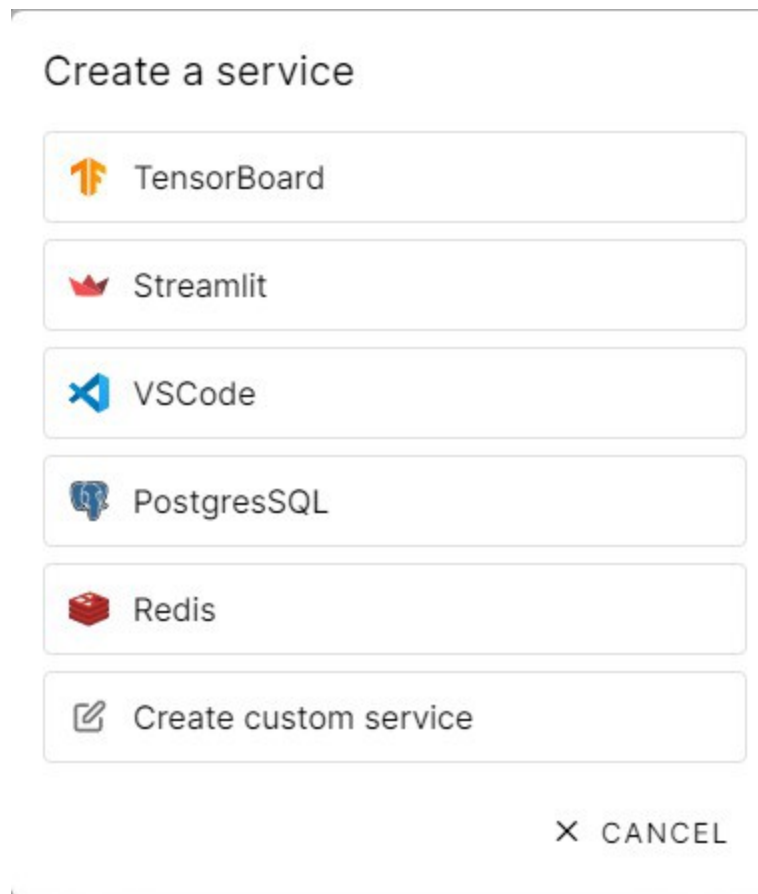 Create a service
TensorBoard
Streamlit
VSCode
PostgresSQL
Redis
Create custom service
CANCEL